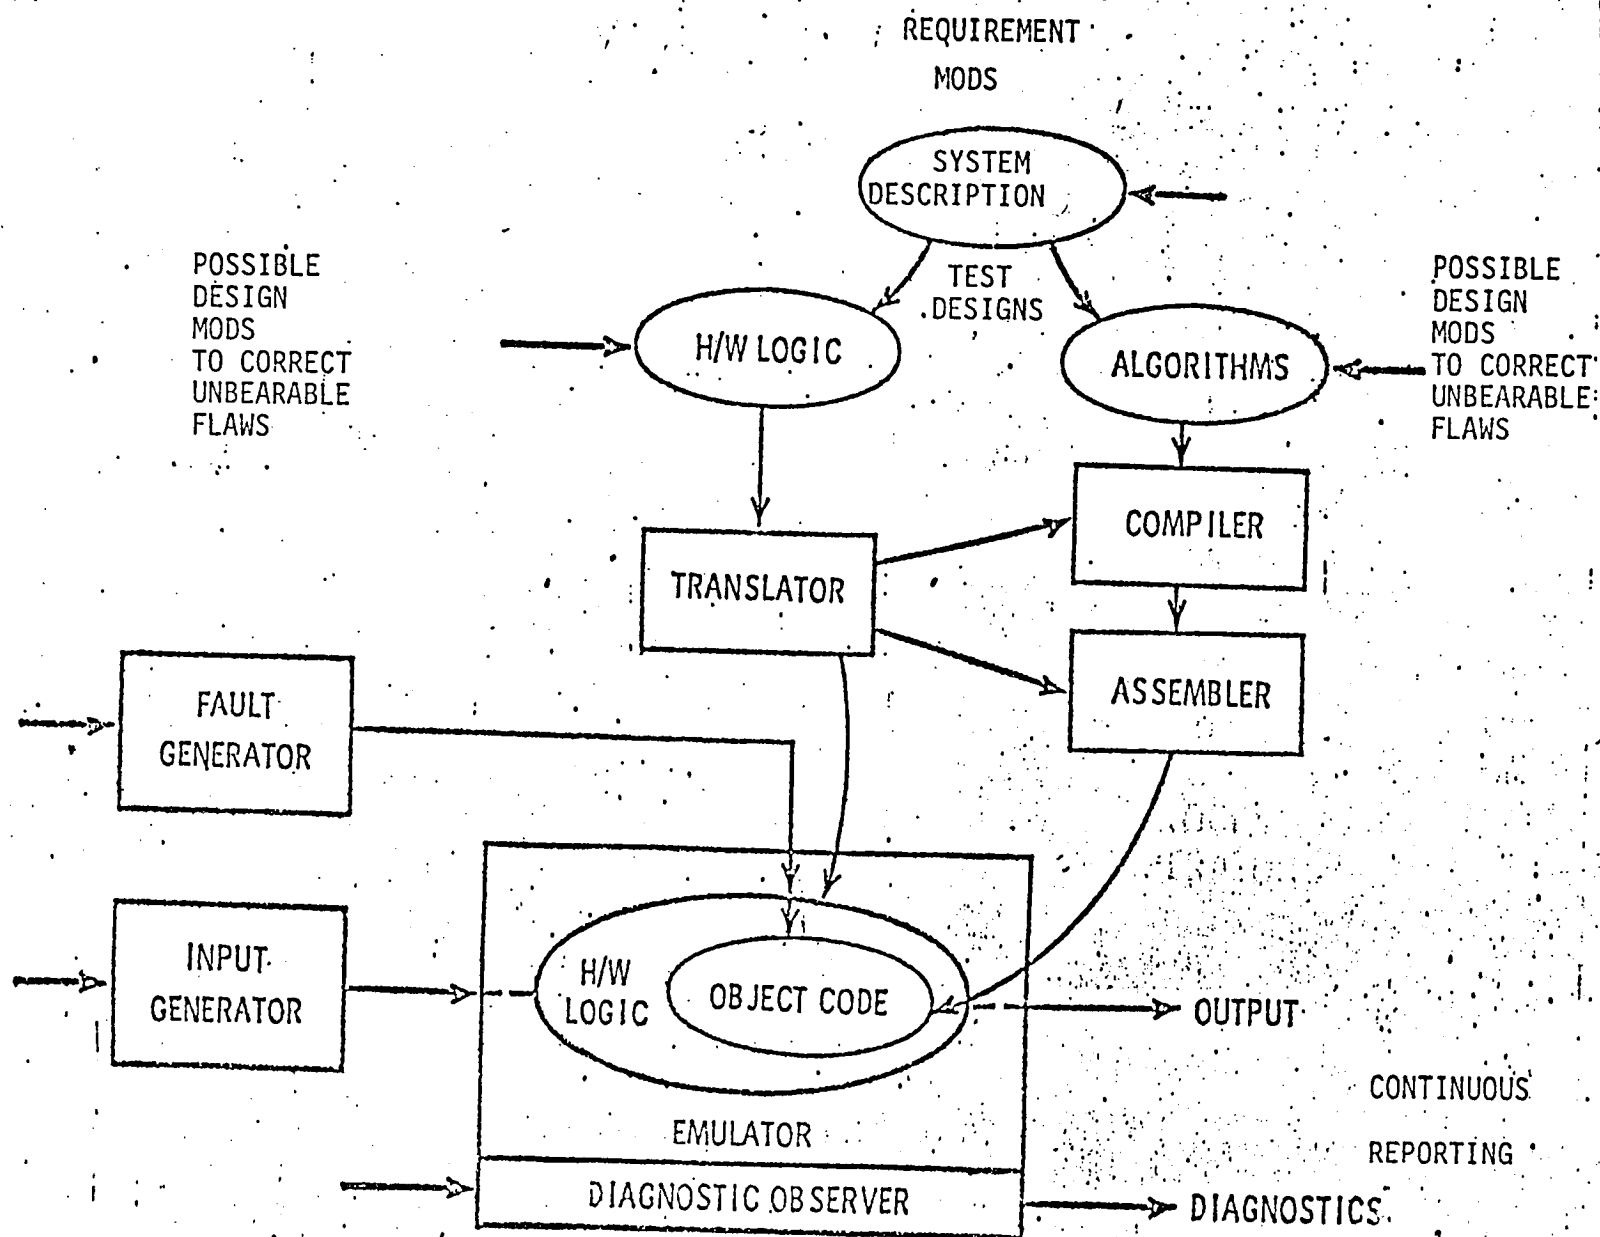 REQUIREMENT
MODS
SYSTEM
DESCRIPTION
POSSIBLE
DESIGN
MODS
TO CORRECT
UNBEARABLE
FLAWS
TEST
DESIGNS
POSSIBLE
DESIGN
MODS
TO CORRECT
UNBEARABLE
FLAWS
H/W LOGIC
ALGORITHMS
COMPILER
TRANSLATOR
ASSEMBLER
FAULT
GENERATOR
INPUT
GENERATOR
H/W
LOGIC
OBJECT CODE
OUTPUT
CONTINUOUS
REPORTING
EMULATOR
DIAGNOSTIC OBSERVER
DIAGNOSTICS